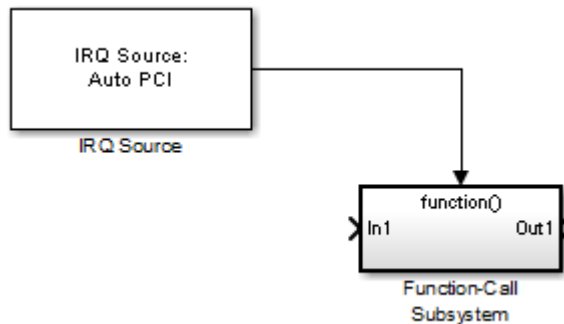 IRQ Source:
Auto PCI
IRQ Source
function()
In1 Out1
Function-Call
Subsystem